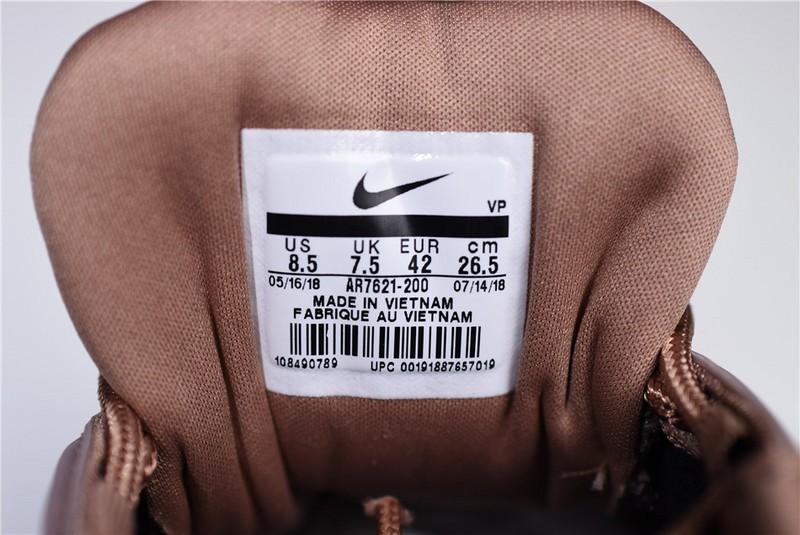 VP
US UK EUR cm
8.5 7.5 42 26.5
05/16/18 AR7621-200 07/14/18
MADE IN VIETNAM
FABRIQUE AU VIETNAM
108490789 UPC 00191887657019